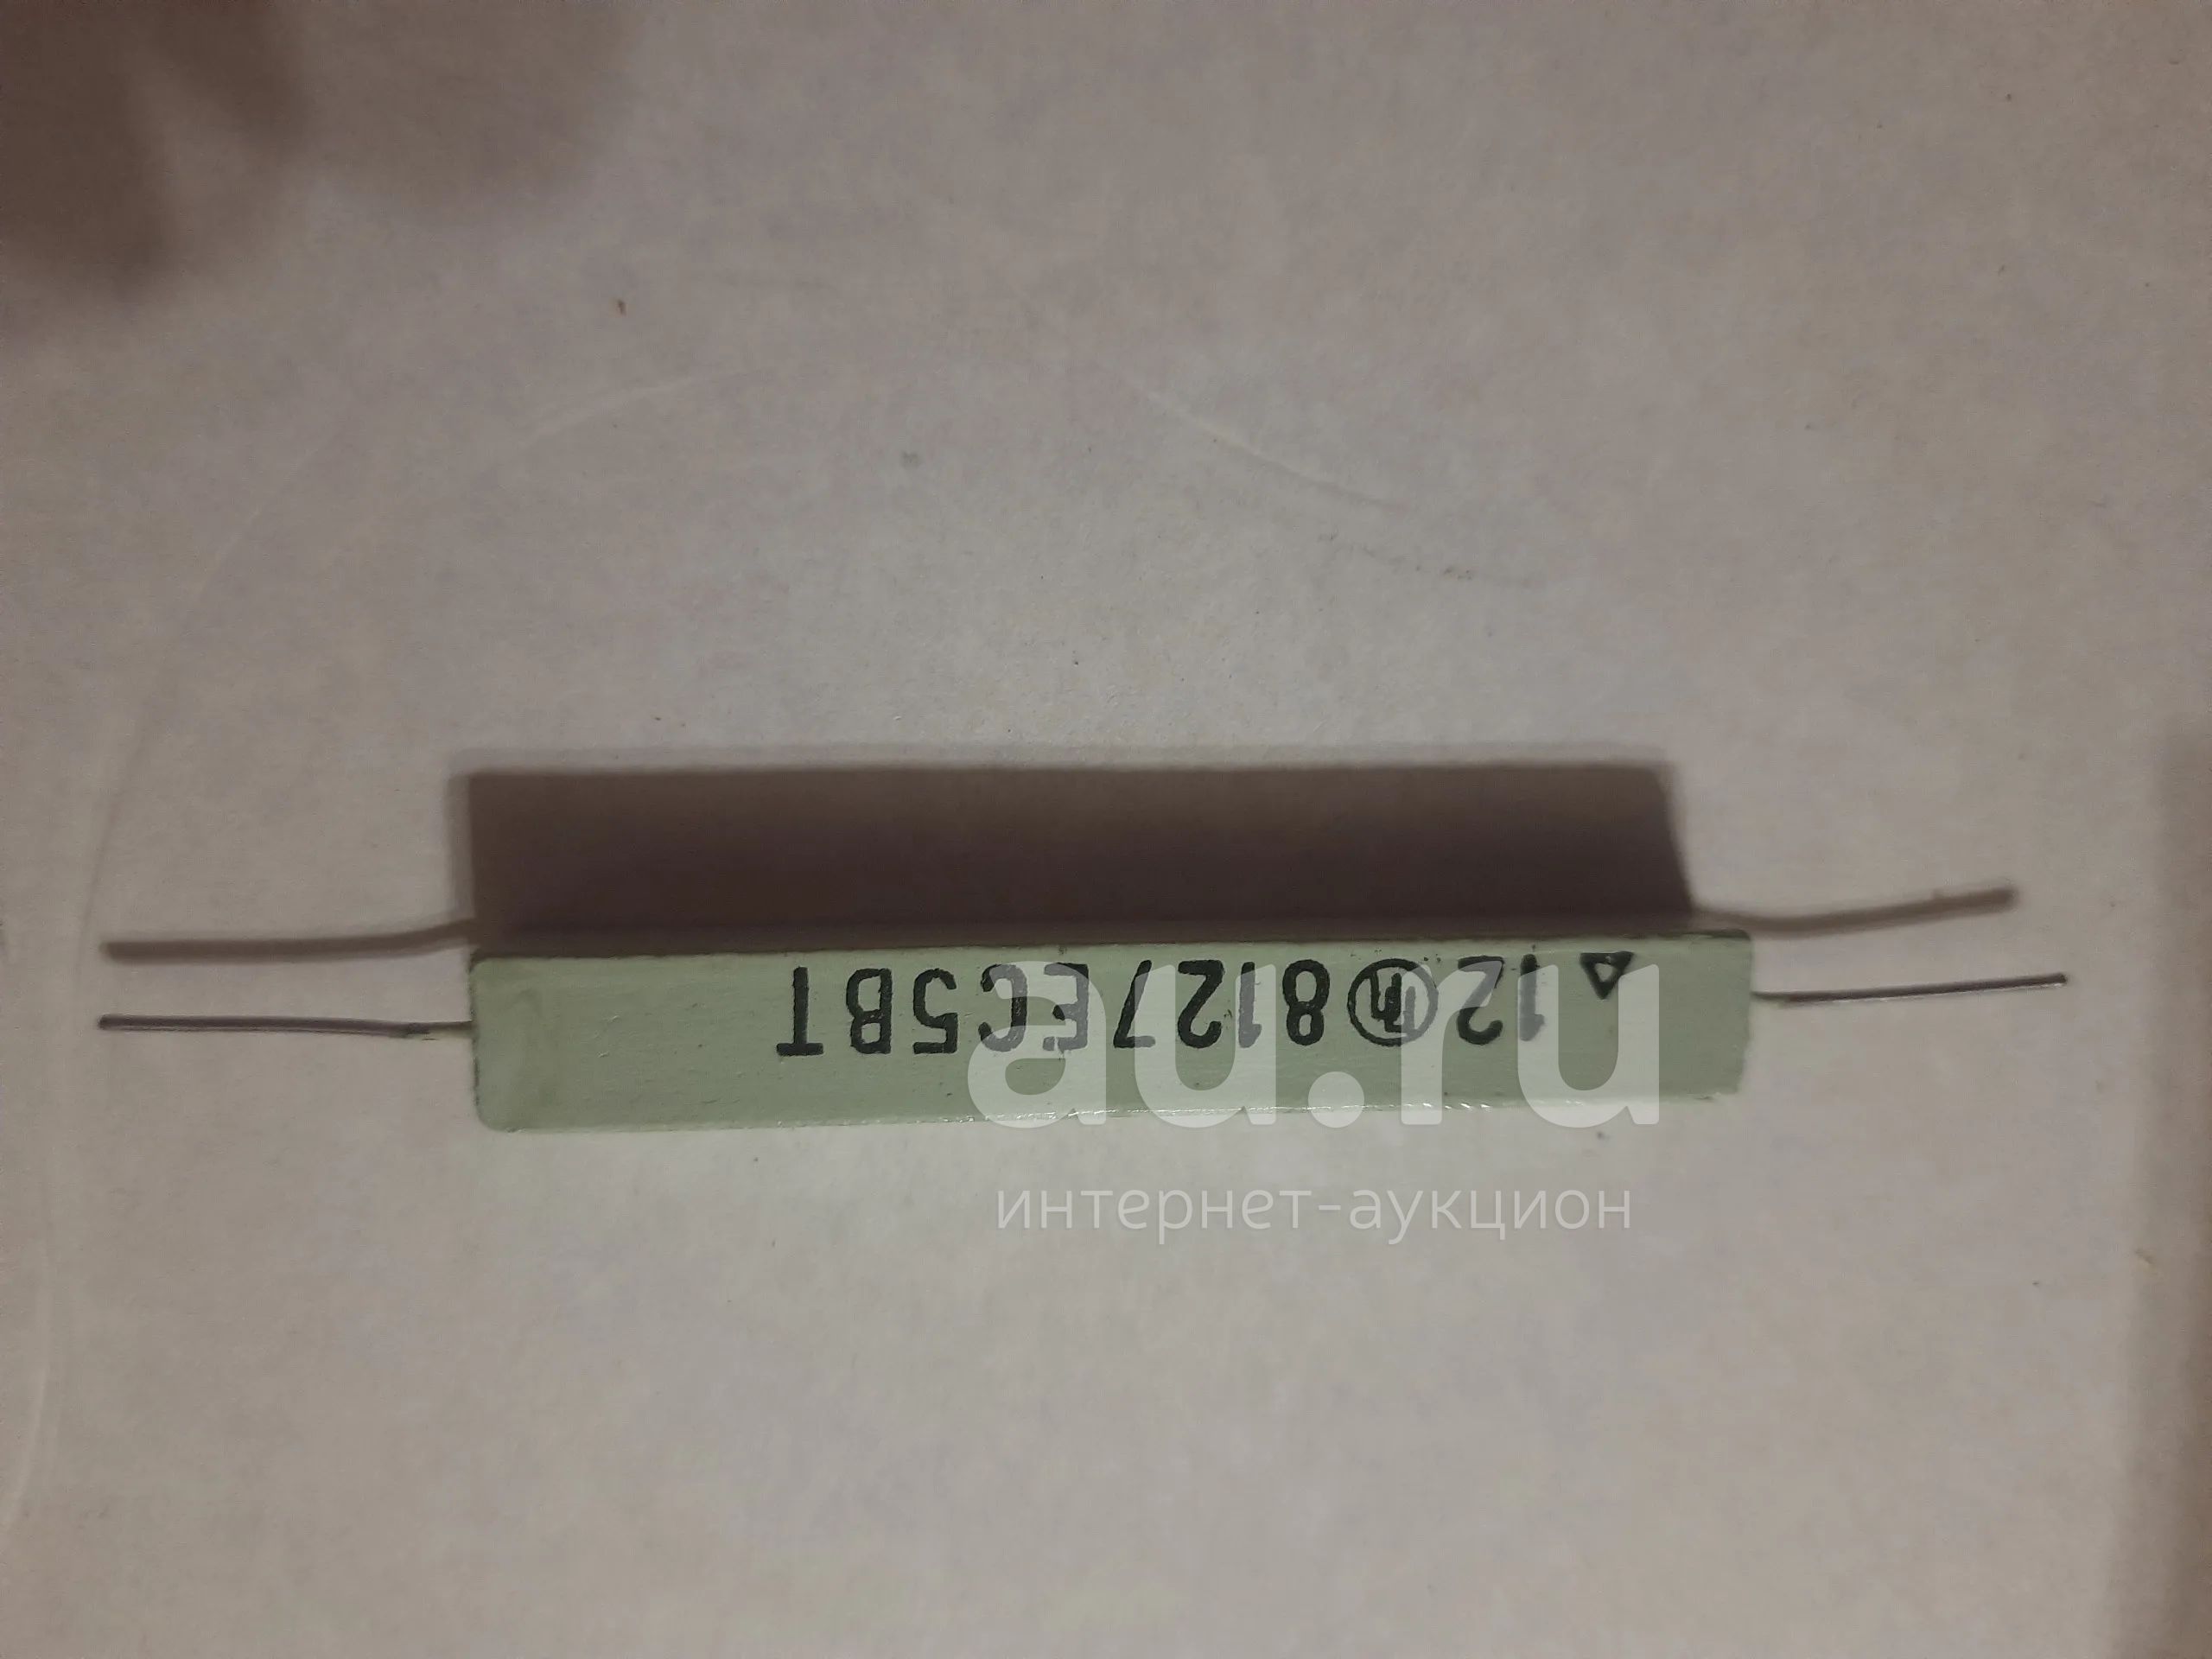 △12 8127EC5BT
au.ru
интернет-аукцион